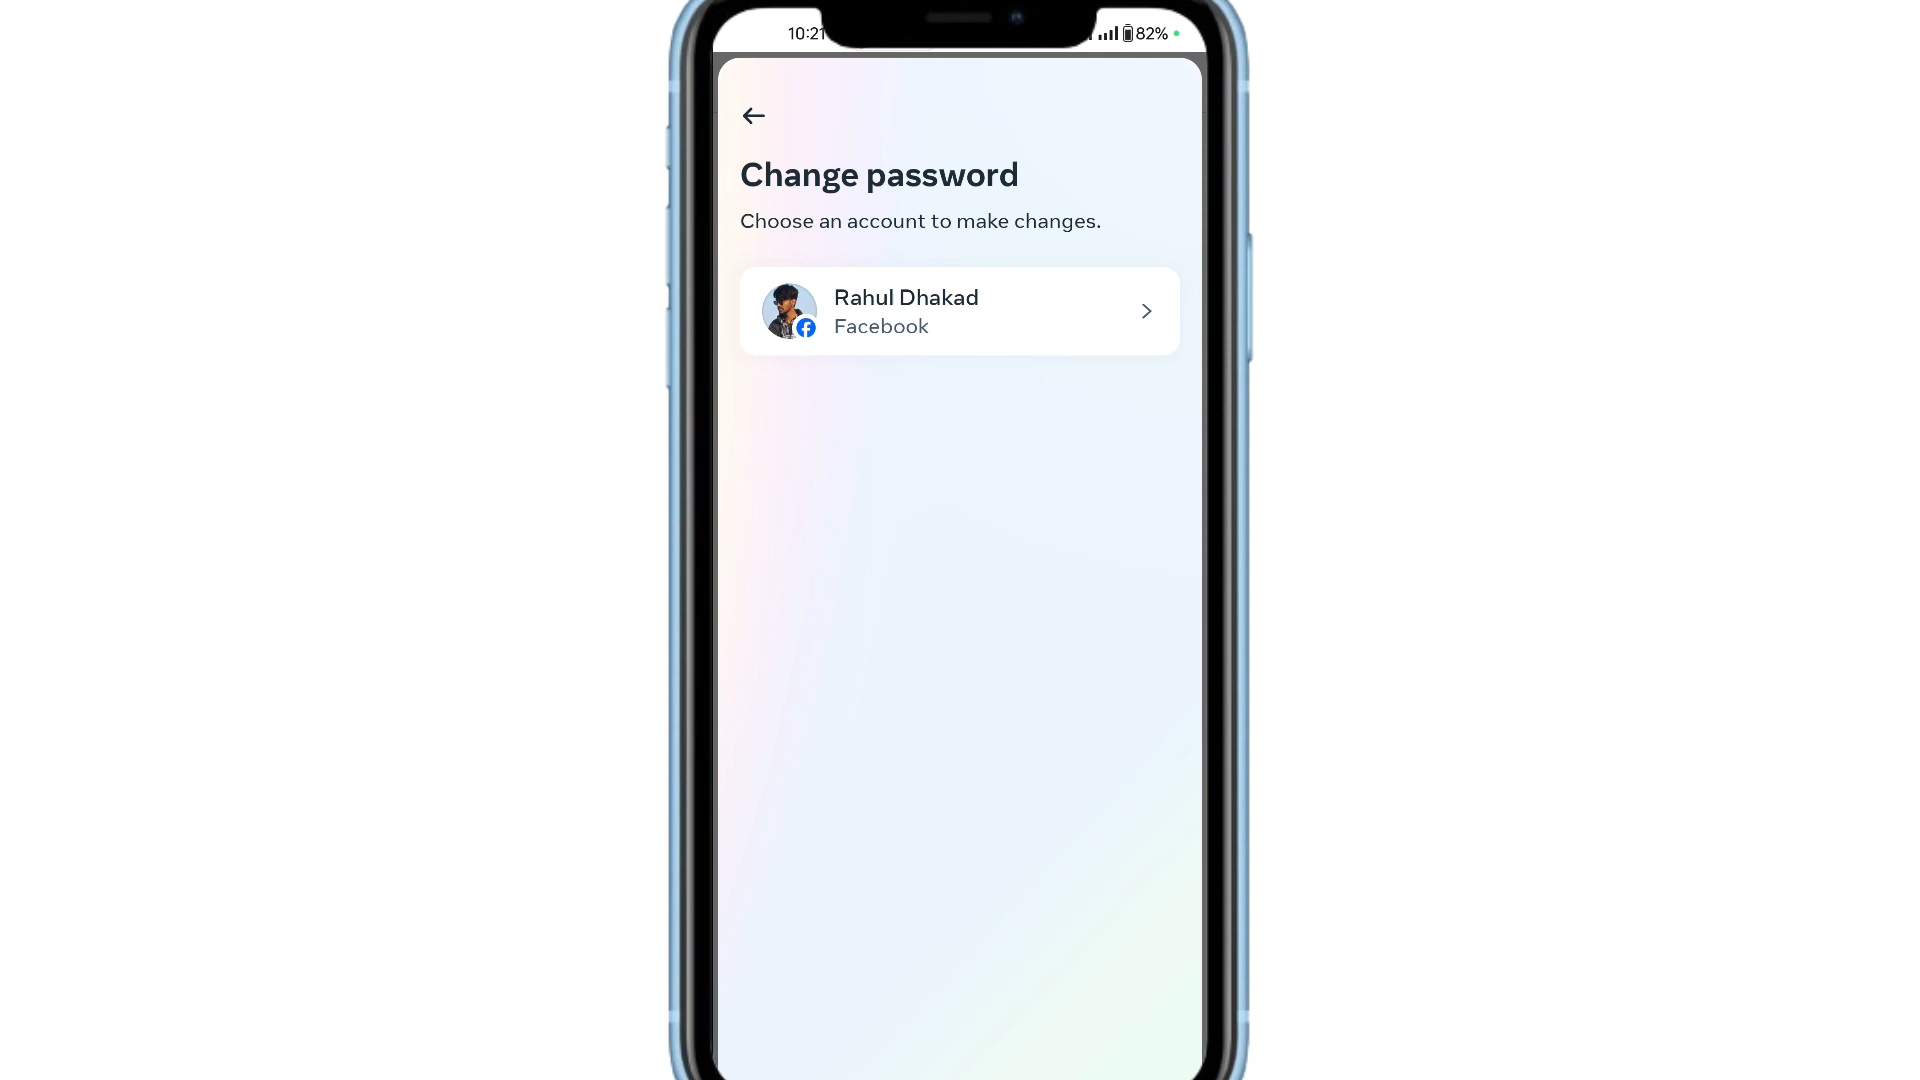 10:21
82%
Change password
Choose an account to make changes.
Rahul Dhakad
Facebook